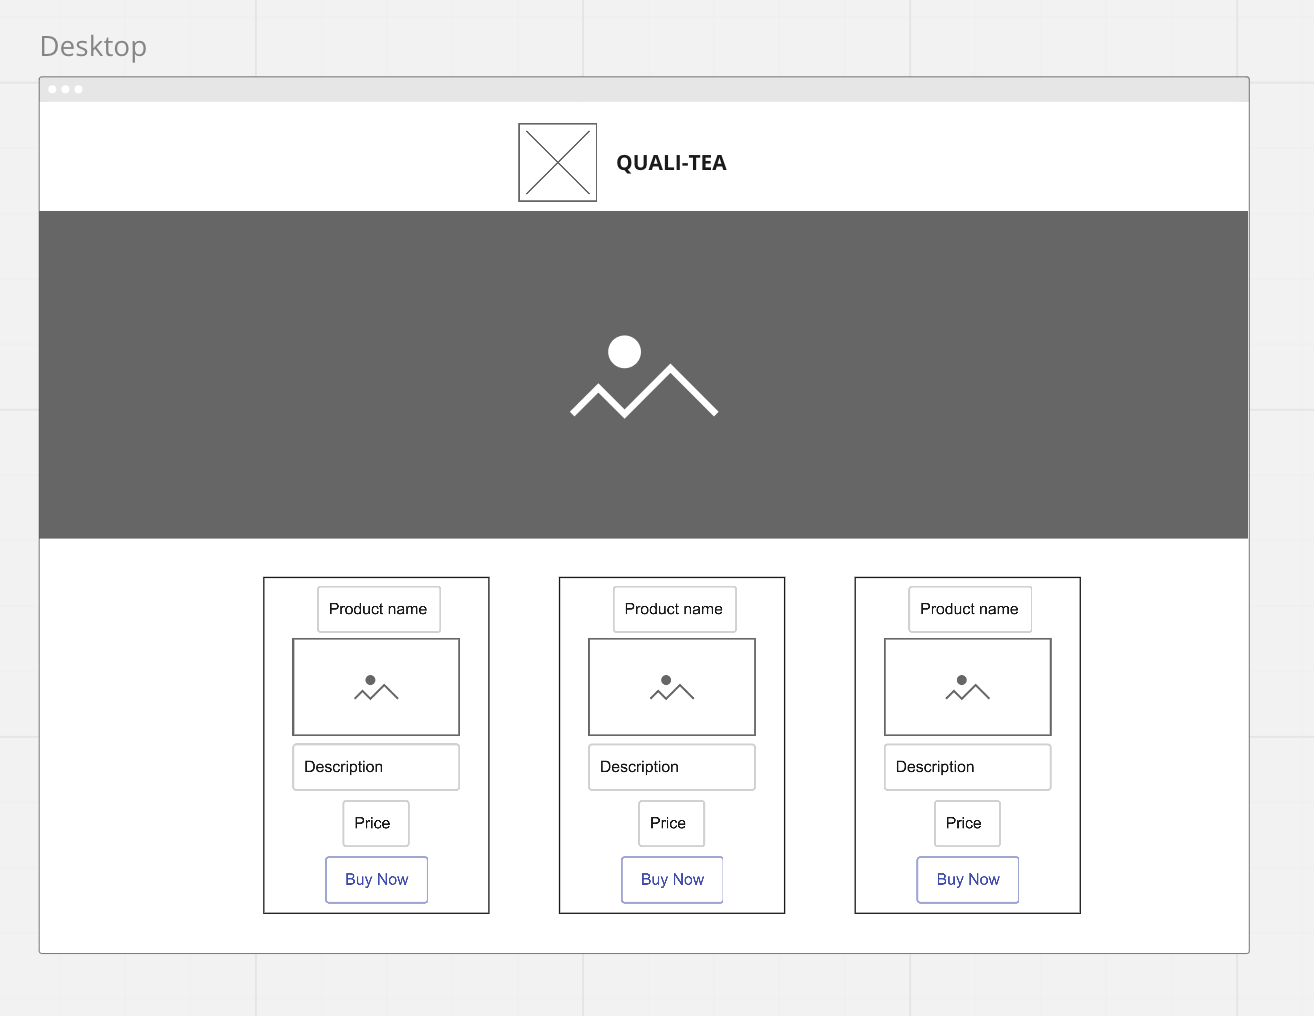 Desktop
QUALI-TEA
Product name
Description
Price
Buy Now
Product name
Description
Price
Buy Now
Product name
Description
Price
Buy Now